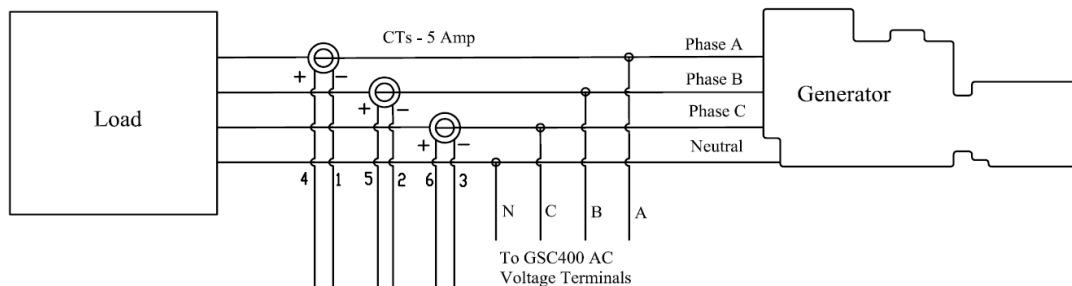 CTs - 5 Amp
Phase A
+ −
Phase B
Load
+ −
Generator
Phase C
+ −
Neutral
4 1 5 2 6 3
N C B A
To GSC400 AC
Voltage Terminals